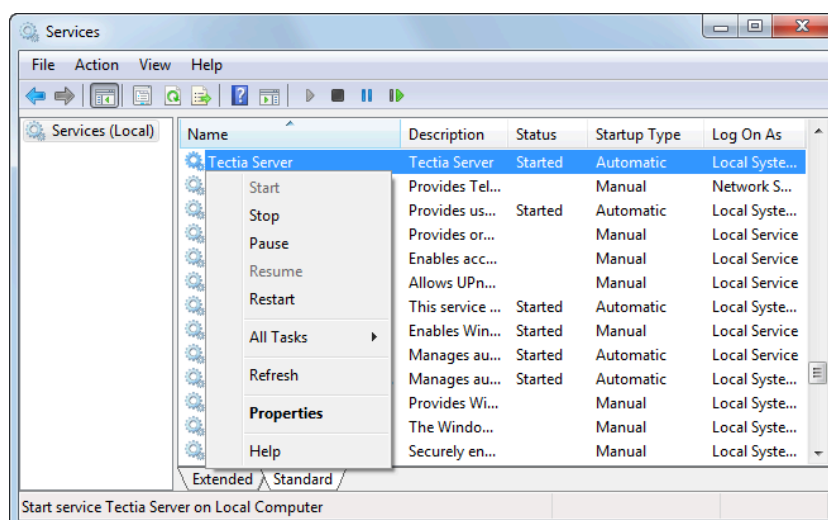 Services
File Action View Help
Services (Local)
Name Description Status Startup Type Log On As
Tectia Server Tectia Server Started Automatic Local Syste...
Start Provides Tel... Manual Network S...
Stop Provides us... Started Automatic Local Syste...
Pause Provides or... Manual Local Service
Enables acc... Manual Local Service
Resume Allows UPn... Manual Local Service
Restart This service ... Started Automatic Local Syste...
All Tasks Enables Win... Started Manual Local Service
Manages au... Started Automatic Local Service
Refresh Manages au... Started Automatic Local Syste...
Properties Provides Wi... Manual Local Syste...
The Windo... Manual Local Syste...
Help Securely en... Manual Local Syste...
Extended Standard
Start service Tectia Server on Local Computer